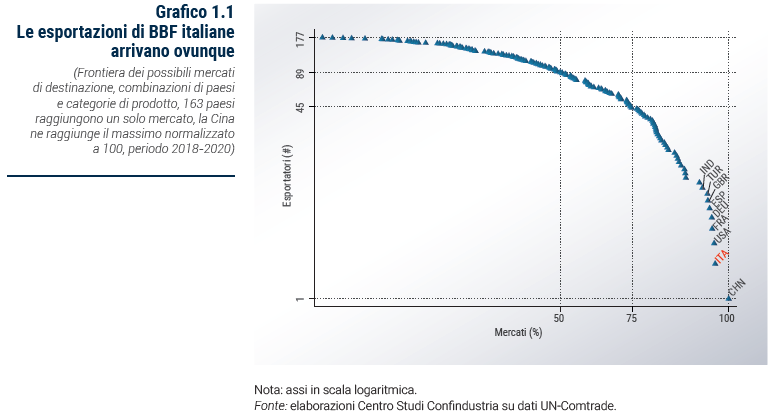 Grafico 1.1
Le esportazioni di BBF italiane
arrivano ovunque
(Frontiera dei possibili mercati
di destinazione, combinazioni di paesi
e categorie di prodotto, 163 paesi
raggiungono un solo mercato, la Cina
ne raggiunge il massimo normalizzato
a 100, periodo 2018-2020)
Esportatori (#)
177
89
45
1
IND
TUR
GBR
ESP
DEU
FRA
USA
ITA
CHN
50
75
100
Mercati (%)
Nota: assi in scala logaritmica.
Fonte: elaborazioni Centro Studi Confindustria su dati UN-Comtrade.